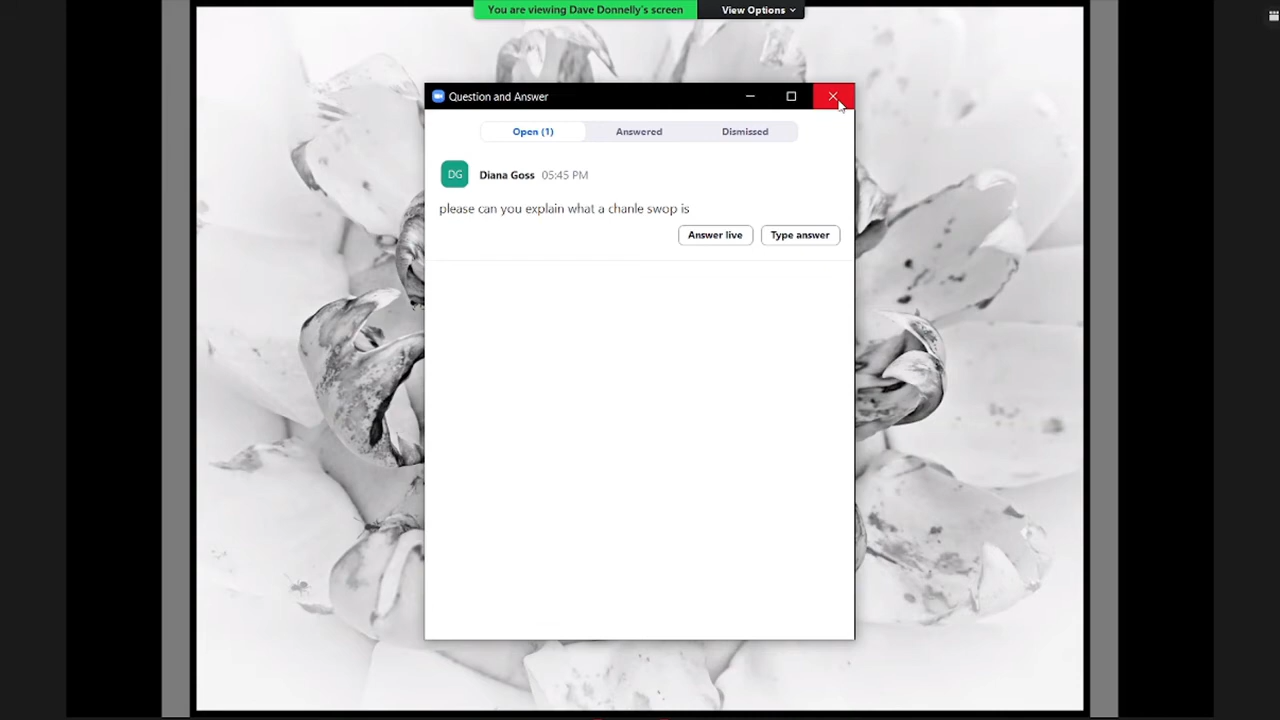 You are viewing Dave Donnelly's screen View Options
Question and Answer
Open (1) Answered Dismissed
DG Diana Goss 05:45 PM
please can you explain what a chanle swop is
Answer live Type answer